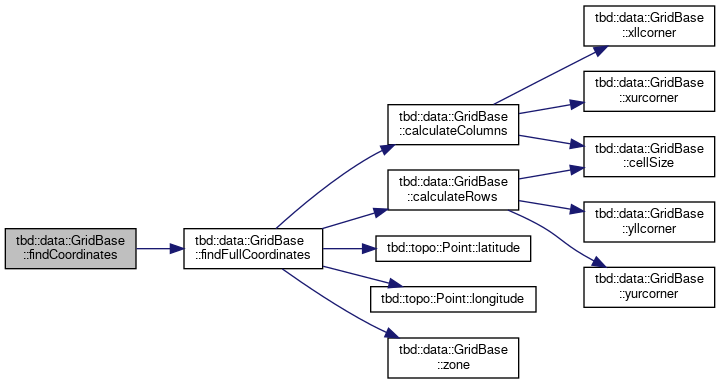 tbd::data::GridBase
::findCoordinates
tbd::data::GridBase
::findFullCoordinates
tbd::data::GridBase
::calculateColumns
tbd::data::GridBase
::calculateRows
tbd::topo::Point::latitude
tbd::topo::Point::longitude
tbd::data::GridBase
::zone
tbd::data::GridBase
::xllcorner
tbd::data::GridBase
::xurcorner
tbd::data::GridBase
::cellSize
tbd::data::GridBase
::yllcorner
tbd::data::GridBase
::yurcorner